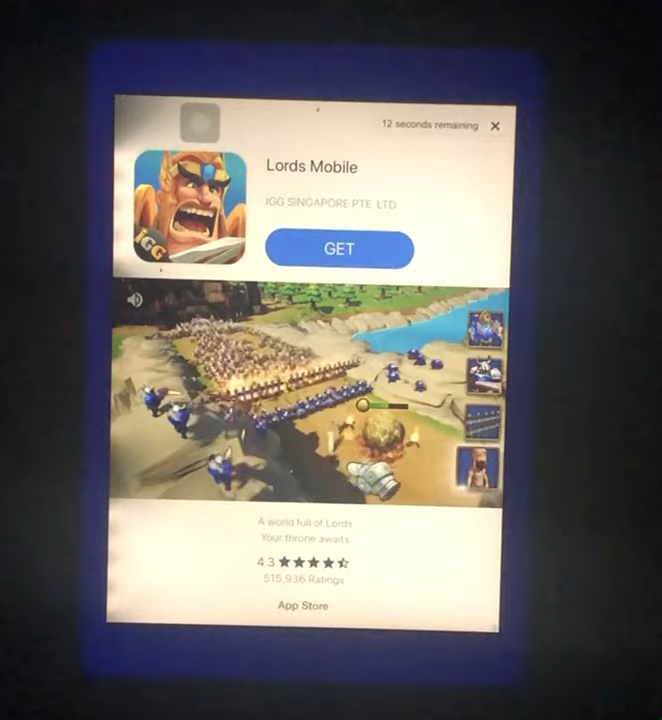 12 seconds remaining
Lords Mobile
IGG SINGAPORE PTE. LTD
GET
IGG
A world full of Lords
Your throne awaits
4.3
515,936 Ratings
App Store